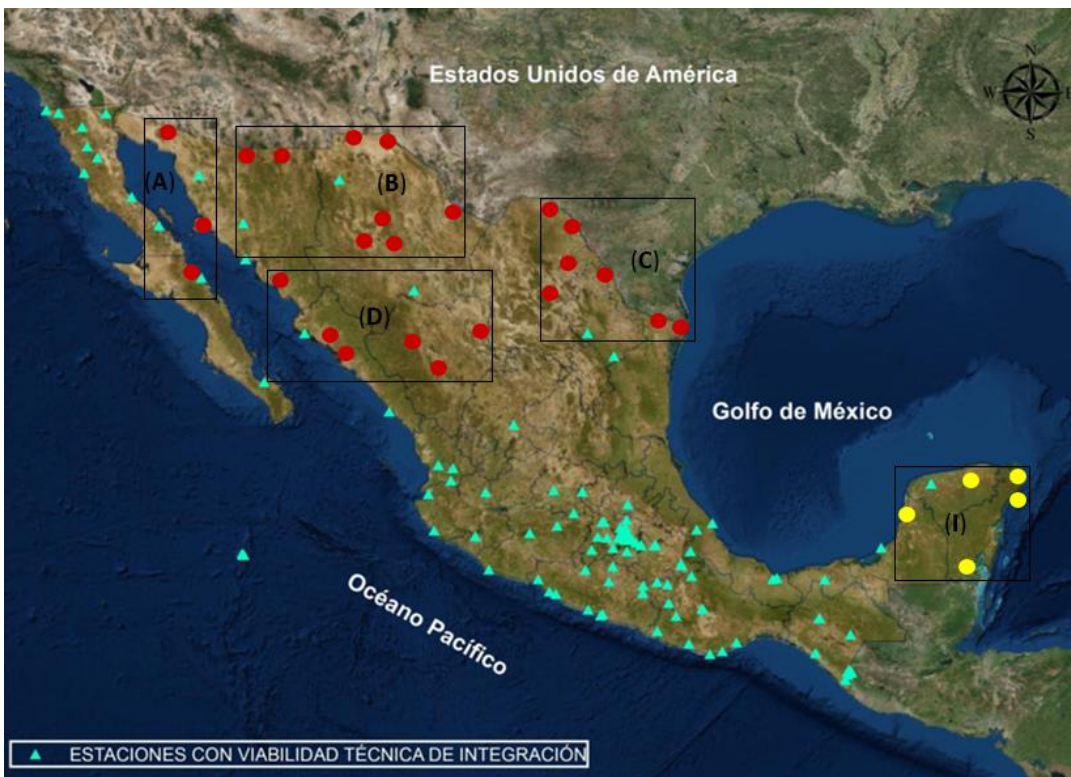 Estados Unidos de América
N
W
E
S
(A)
(B)
(C)
(D)
Golfo de México
(I)
Océano Pacífico
ESTACIONES CON VIABILIDAD TÉCNICA DE INTEGRACIÓN